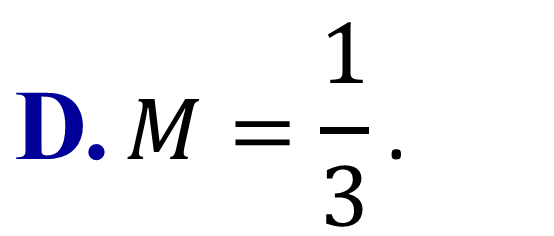 D. M = 1/3.